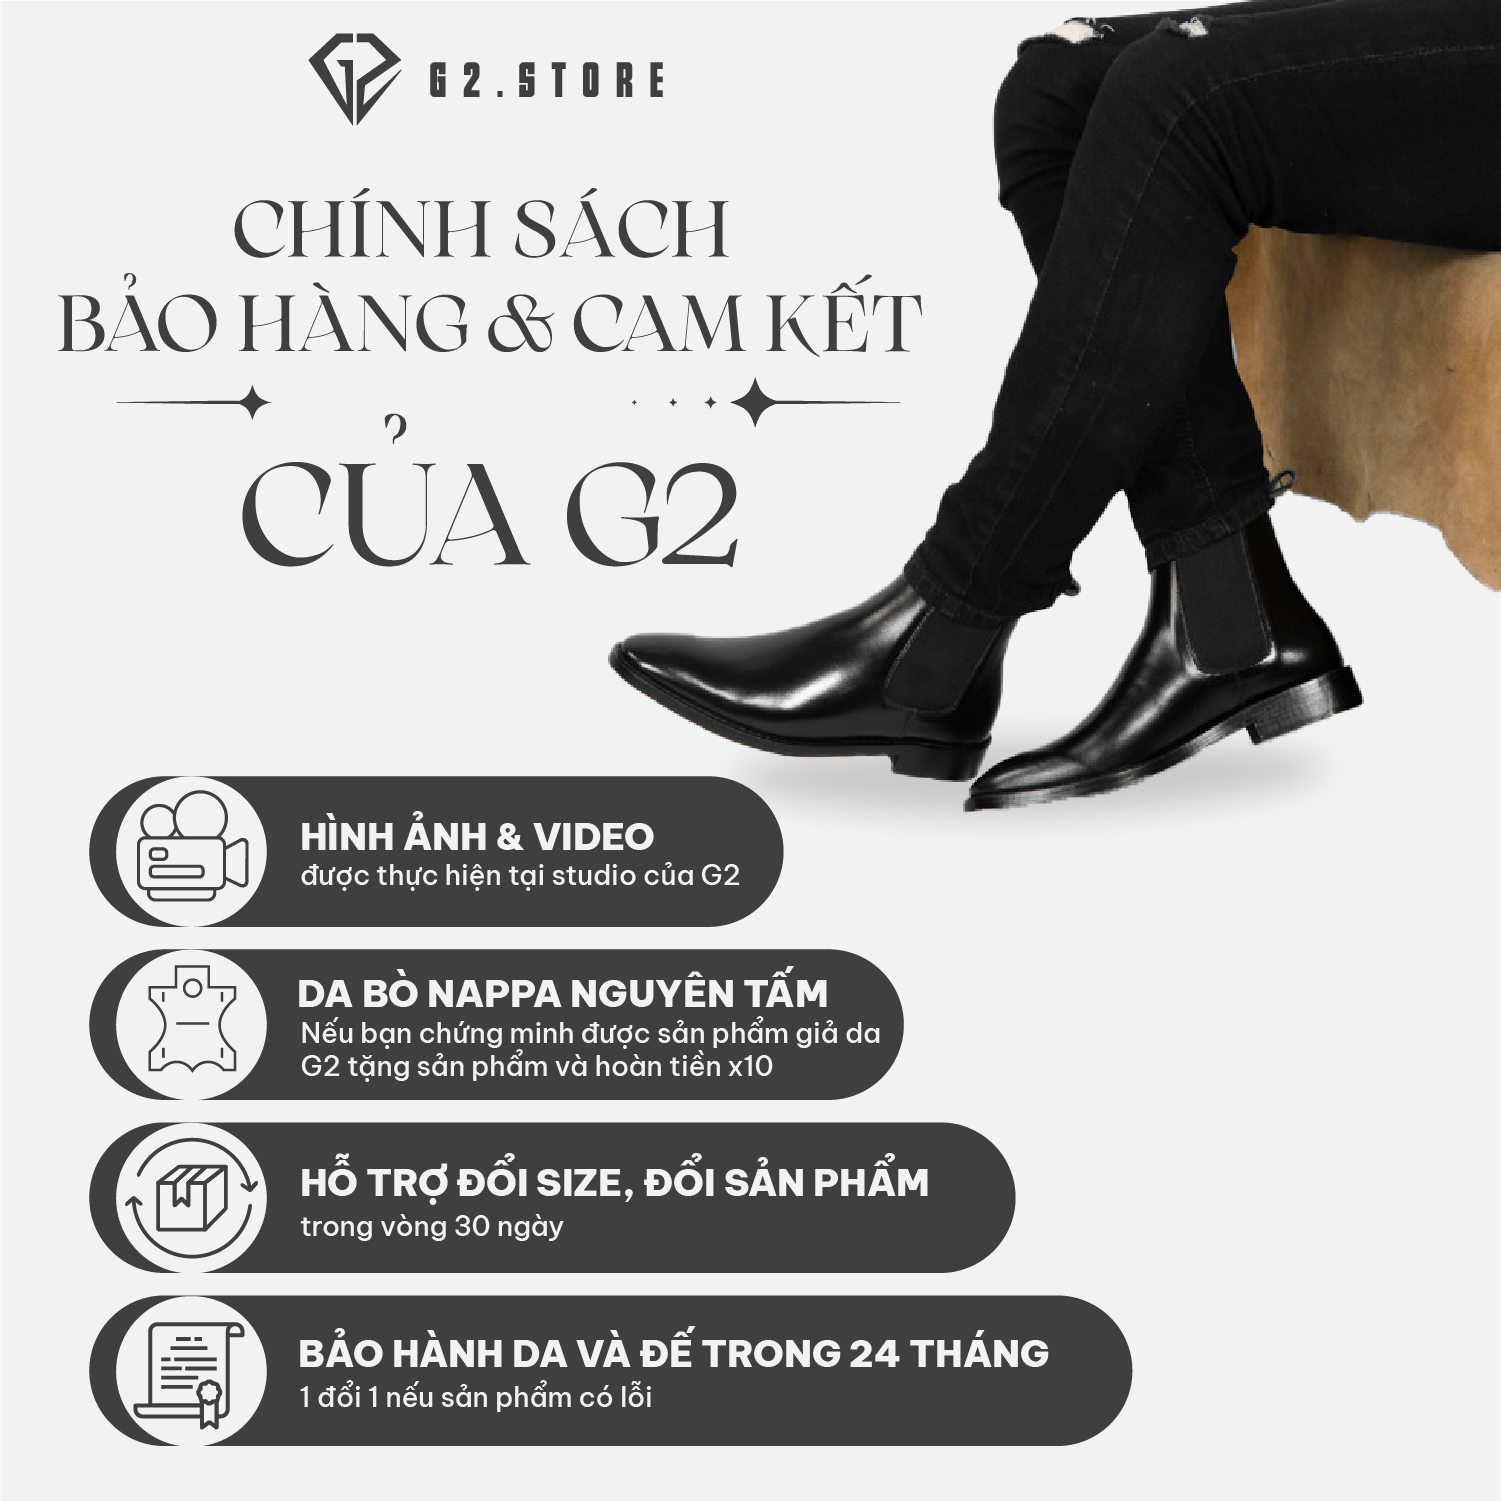 G2.STORE
CHÍNH SÁCH
BẢO HÀNG & CAM KẾT
CỦA G2
HÌNH ẢNH & VIDEO
được thực hiện tại studio của G2
DA BÒ NAPPA NGUYÊN TẤM
Nếu bạn chứng minh được sản phẩm giả da
G2 tặng sản phẩm và hoàn tiền x10
HỖ TRỢ ĐỔI SIZE, ĐỔI SẢN PHẨM
trong vòng 30 ngày
BẢO HÀNH DA VÀ ĐẾ TRONG 24 THÁNG
1 đổi 1 nếu sản phẩm có lỗi